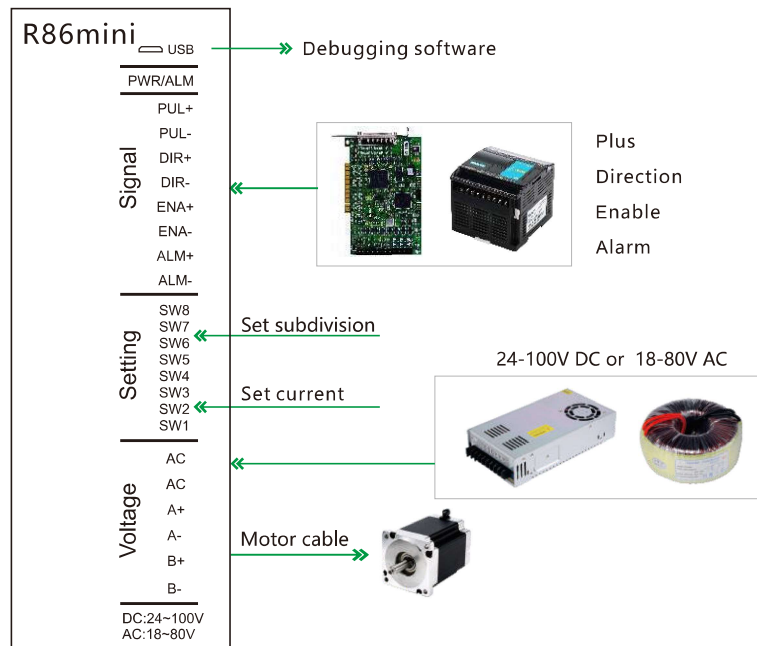 R86mini
USB
Debugging software
PWR/ALM
Signal
PUL+
PUL-
DIR+
DIR-
ENA+
ENA-
ALM+
ALM-
Plus
Direction
Enable
Alarm
Setting
SW8
SW7
SW6
SW5
SW4
SW3
SW2
SW1
Set subdivision
Set current
24-100V DC or 18-80V AC
Voltage
AC
AC
A+
A-
B+
B-
Motor cable
DC:24~100V
AC:18~80V